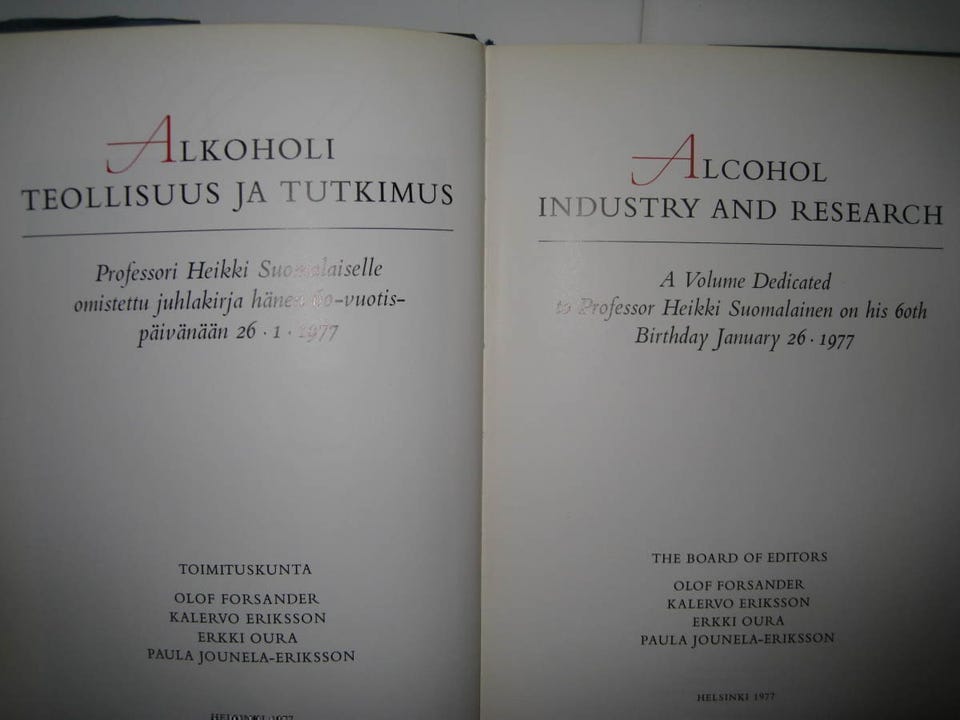 ALKOHOLI
TEOLLISUUS JA TUTKIMUS
Professori Heikki Suomalaiselle
omistettu juhlakirja hänen 60-vuotis-
päivänään 26 · 1 · 1977
TOIMITUSKUNTA
OLOF FORSANDER
KALERVO ERIKSSON
ERKKI OURA
PAULA JOUNELA-ERIKSSON
ALCOHOL
INDUSTRY AND RESEARCH
A Volume Dedicated
to Professor Heikki Suomalainen on his 60th
Birthday January 26 · 1977
THE BOARD OF EDITORS
OLOF FORSANDER
KALERVO ERIKSSON
ERKKI OURA
PAULA JOUNELA-ERIKSSON
HELSINKI 1977